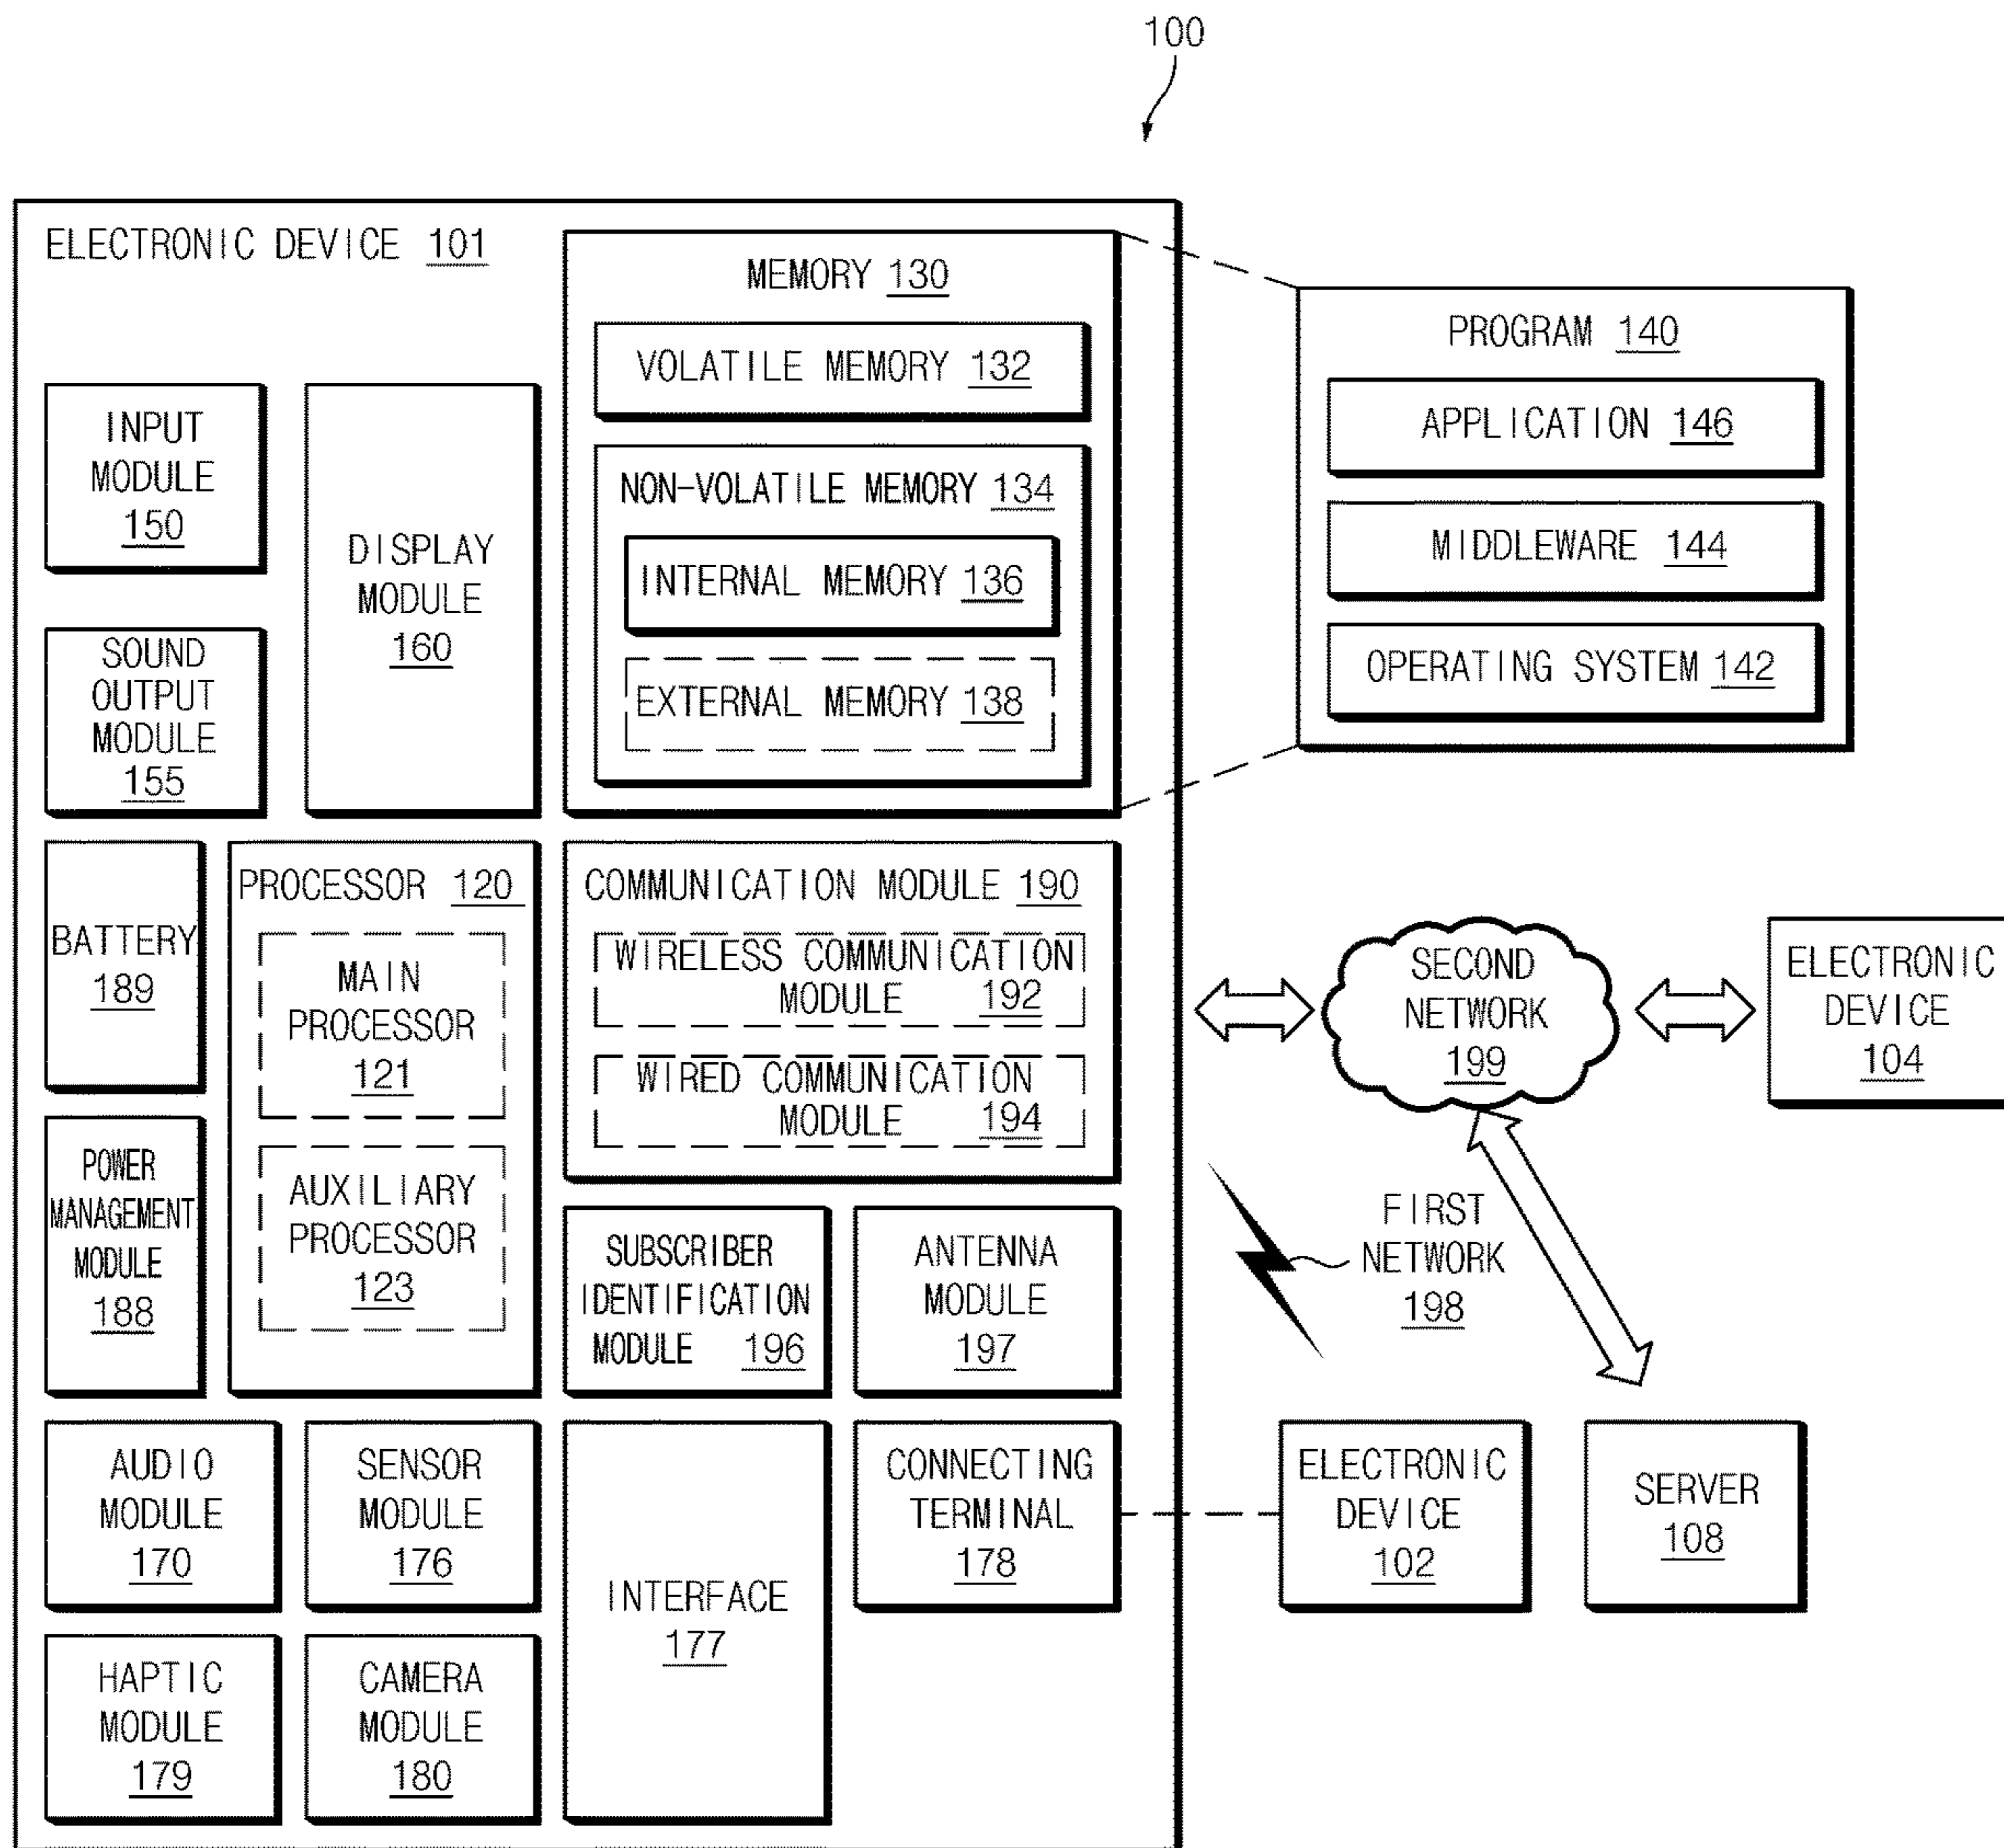 100
ELECTRONIC DEVICE 101
MEMORY 130
VOLATILE MEMORY 132
NON-VOLATILE MEMORY 134
INTERNAL MEMORY 136
EXTERNAL MEMORY 138
PROGRAM 140
APPLICATION 146
MIDDLEWARE 144
OPERATING SYSTEM 142
INPUT
MODULE
150
SOUND
OUTPUT
MODULE
155
DISPLAY
MODULE
160
BATTERY
189
POWER
MANAGEMENT
MODULE
188
PROCESSOR 120
MAIN
PROCESSOR
121
AUXILIARY
PROCESSOR
123
COMMUNICATION MODULE 190
WIRELESS COMMUNICATION
MODULE 192
WIRED COMMUNICATION
MODULE 194
SUBSCRIBER
IDENTIFICATION
MODULE 196
ANTENNA
MODULE
197
SECOND
NETWORK
199
ELECTRONIC
DEVICE
104
FIRST
NETWORK
198
AUDIO
MODULE
170
SENSOR
MODULE
176
INTERFACE
177
CONNECTING
TERMINAL
178
ELECTRONIC
DEVICE
102
SERVER
108
HAPTIC
MODULE
179
CAMERA
MODULE
180